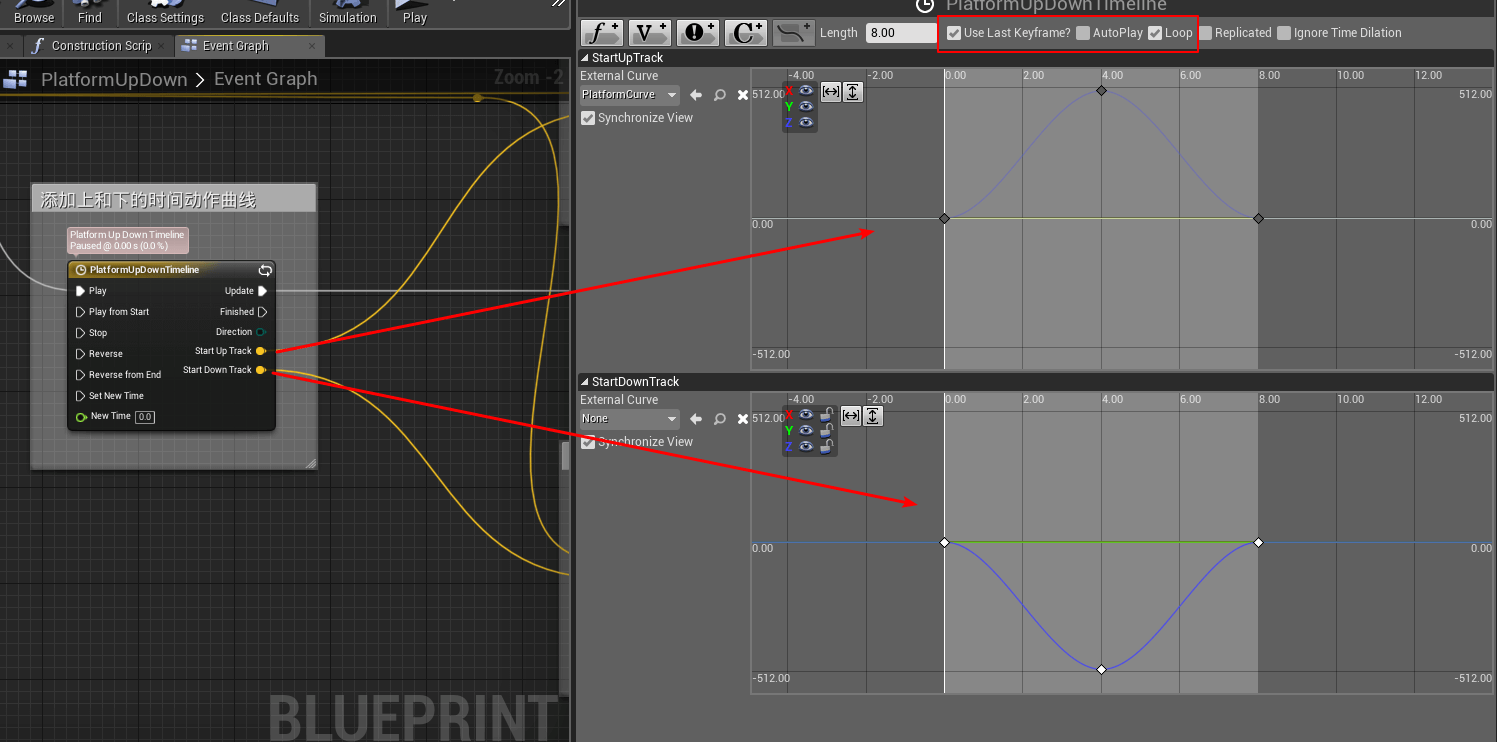 Browse Find Class Settings Class Defaults Simulation Play
Construction Scrip Event Graph
PlatformUpDown > Event Graph
Zoom -2
添加上和下的时间动作曲线
Platform Up Down Timeline
Paused @ 0.00 s (0.0 %)
PlatformUpDownTimeline
Play Update
Play from Start Finished
Stop Direction
Reverse Start Up Track
Reverse from End Start Down Track
Set New Time
New Time 0.0
BLUEPRINT
PlatformUpDownTimeline
f+ V+ !+ C+ Length 8.00 Use Last Keyframe? AutoPlay Loop Replicated Ignore Time Dilation
StartUpTrack
External Curve
PlatformCurve
Synchronize View
-4.00 -2.00 0.00 2.00 4.00 6.00 8.00 10.00 12.00
512.00 X 512.00
Y
Z
0.00 0.00
-512.00 -512.00
StartDownTrack
External Curve
None
Synchronize View
-4.00 -2.00 0.00 2.00 4.00 6.00 8.00 10.00 12.00
512.00 X 512.00
Y
Z
0.00 0.00
-512.00 -512.00